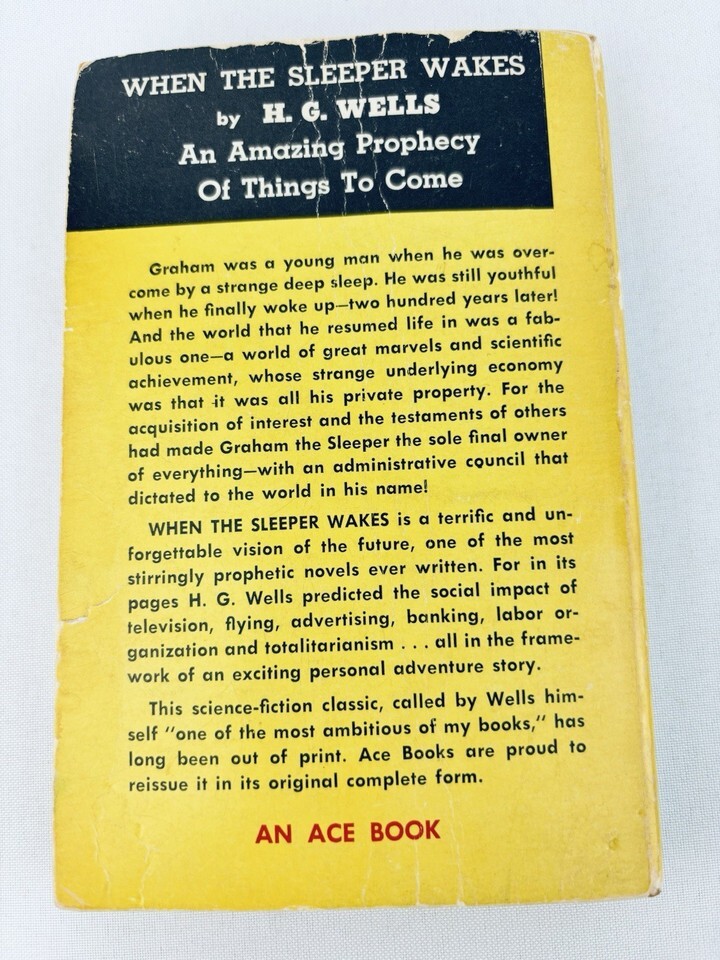 WHEN THE SLEEPER WAKES
by H. G. WELLS
An Amazing Prophecy
Of Things To Come
Graham was a young man when he was over-
come by a strange deep sleep. He was still youthful
when he finally woke up—two hundred years later!
And the world that he resumed life in was a fab-
ulous one—a world of great marvels and scientific
achievement, whose strange underlying economy
was that it was all his private property. For the
acquisition of interest and the testaments of others
had made Graham the Sleeper the sole final owner
of everything—with an administrative council that
dictated to the world in his name!
WHEN THE SLEEPER WAKES is a terrific and un-
forgettable vision of the future, one of the most
stirringly prophetic novels ever written. For in its
pages H. G. Wells predicted the social impact of
television, flying, advertising, banking, labor or-
ganization and totalitarianism . . . all in the frame-
work of an exciting personal adventure story.
This science-fiction classic, called by Wells him-
self "one of the most ambitious of my books," has
long been out of print. Ace Books are proud to
reissue it in its original complete form.
AN ACE BOOK